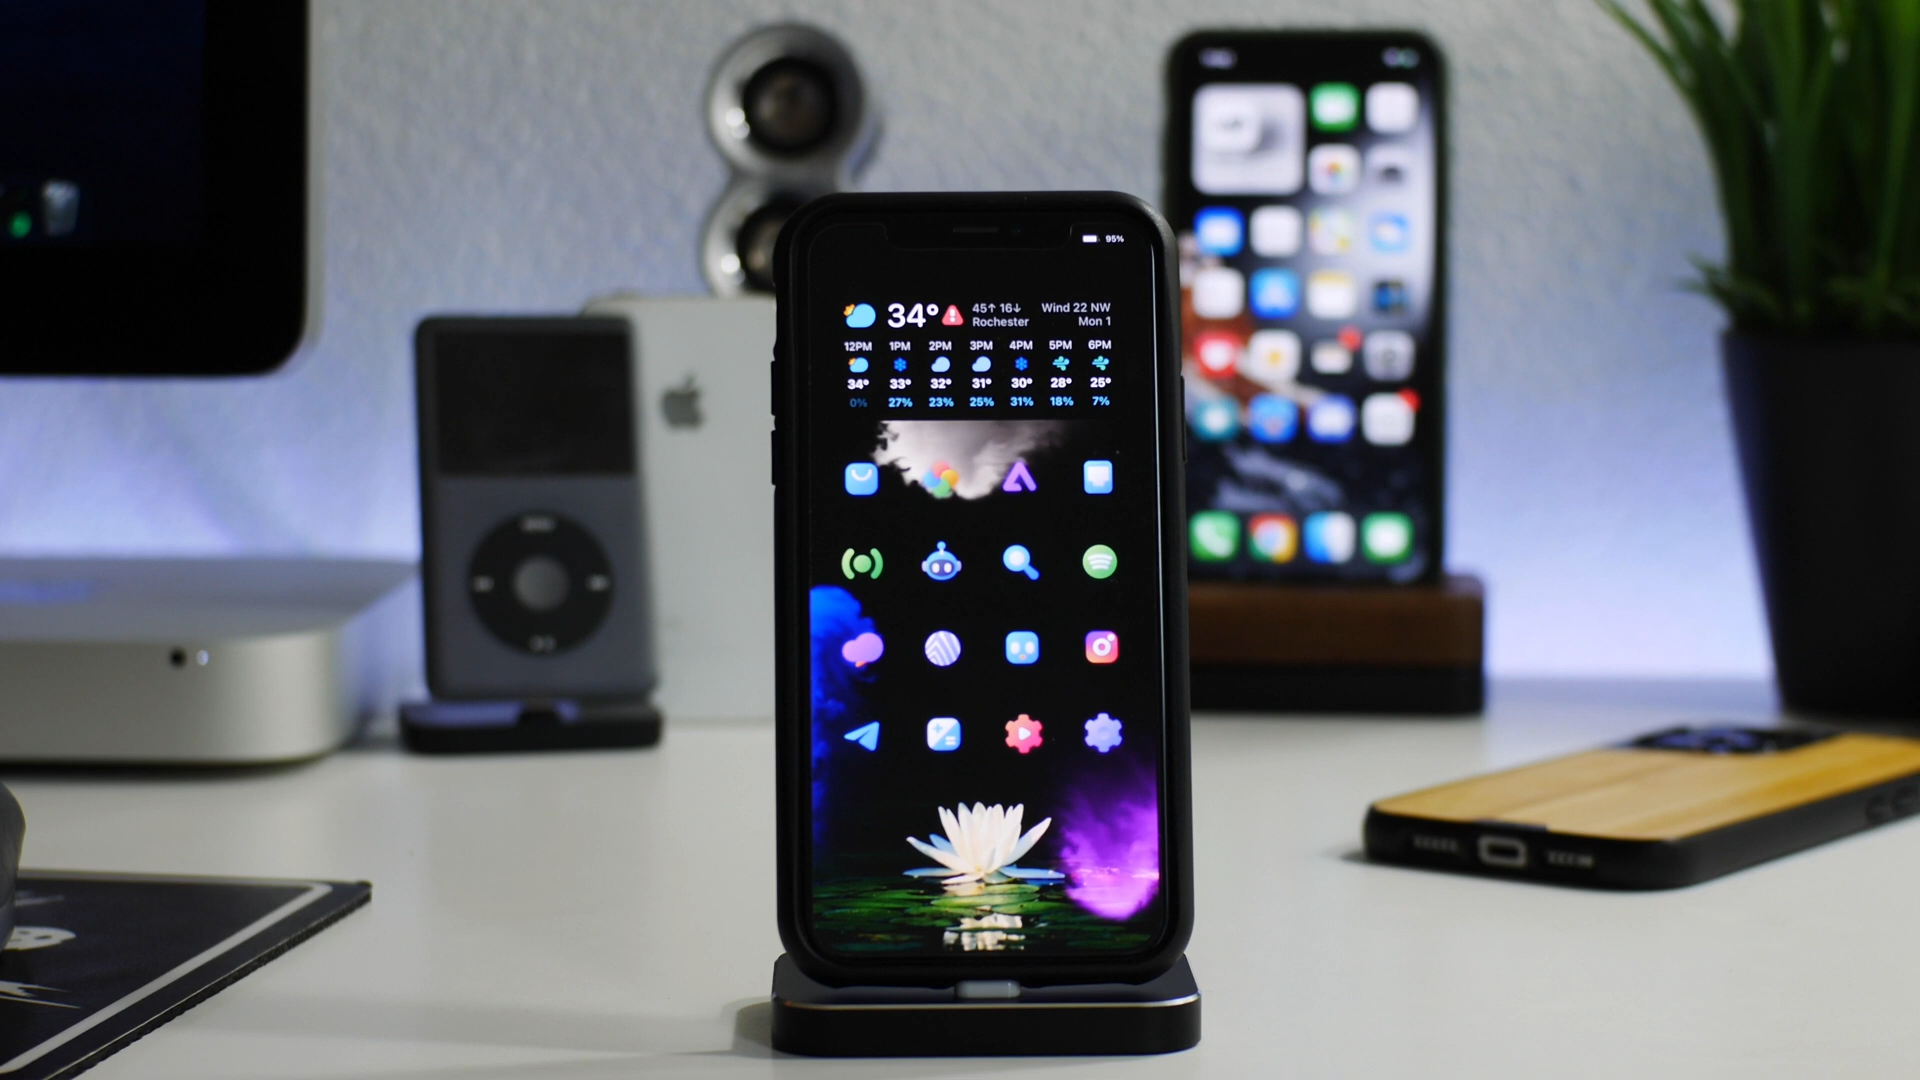 95%
34° 45↑ 16↓ Wind 22 NW
Rochester Mon 1
12PM 1PM 2PM 3PM 4PM 5PM 6PM
34° 33° 32° 31° 30° 28° 25°
0% 27% 23% 25% 31% 18% 7%
MENU